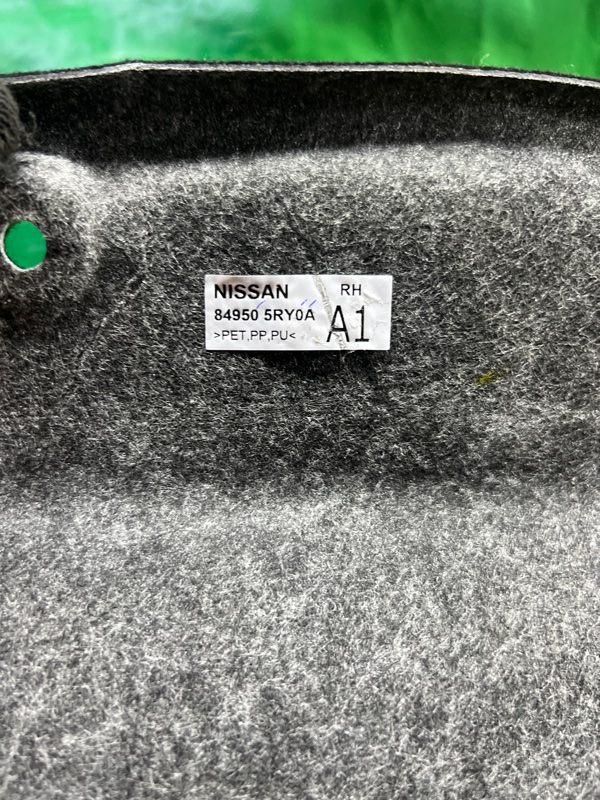 NISSAN RH
84950 5RY0A A1
>PET,PP,PU<